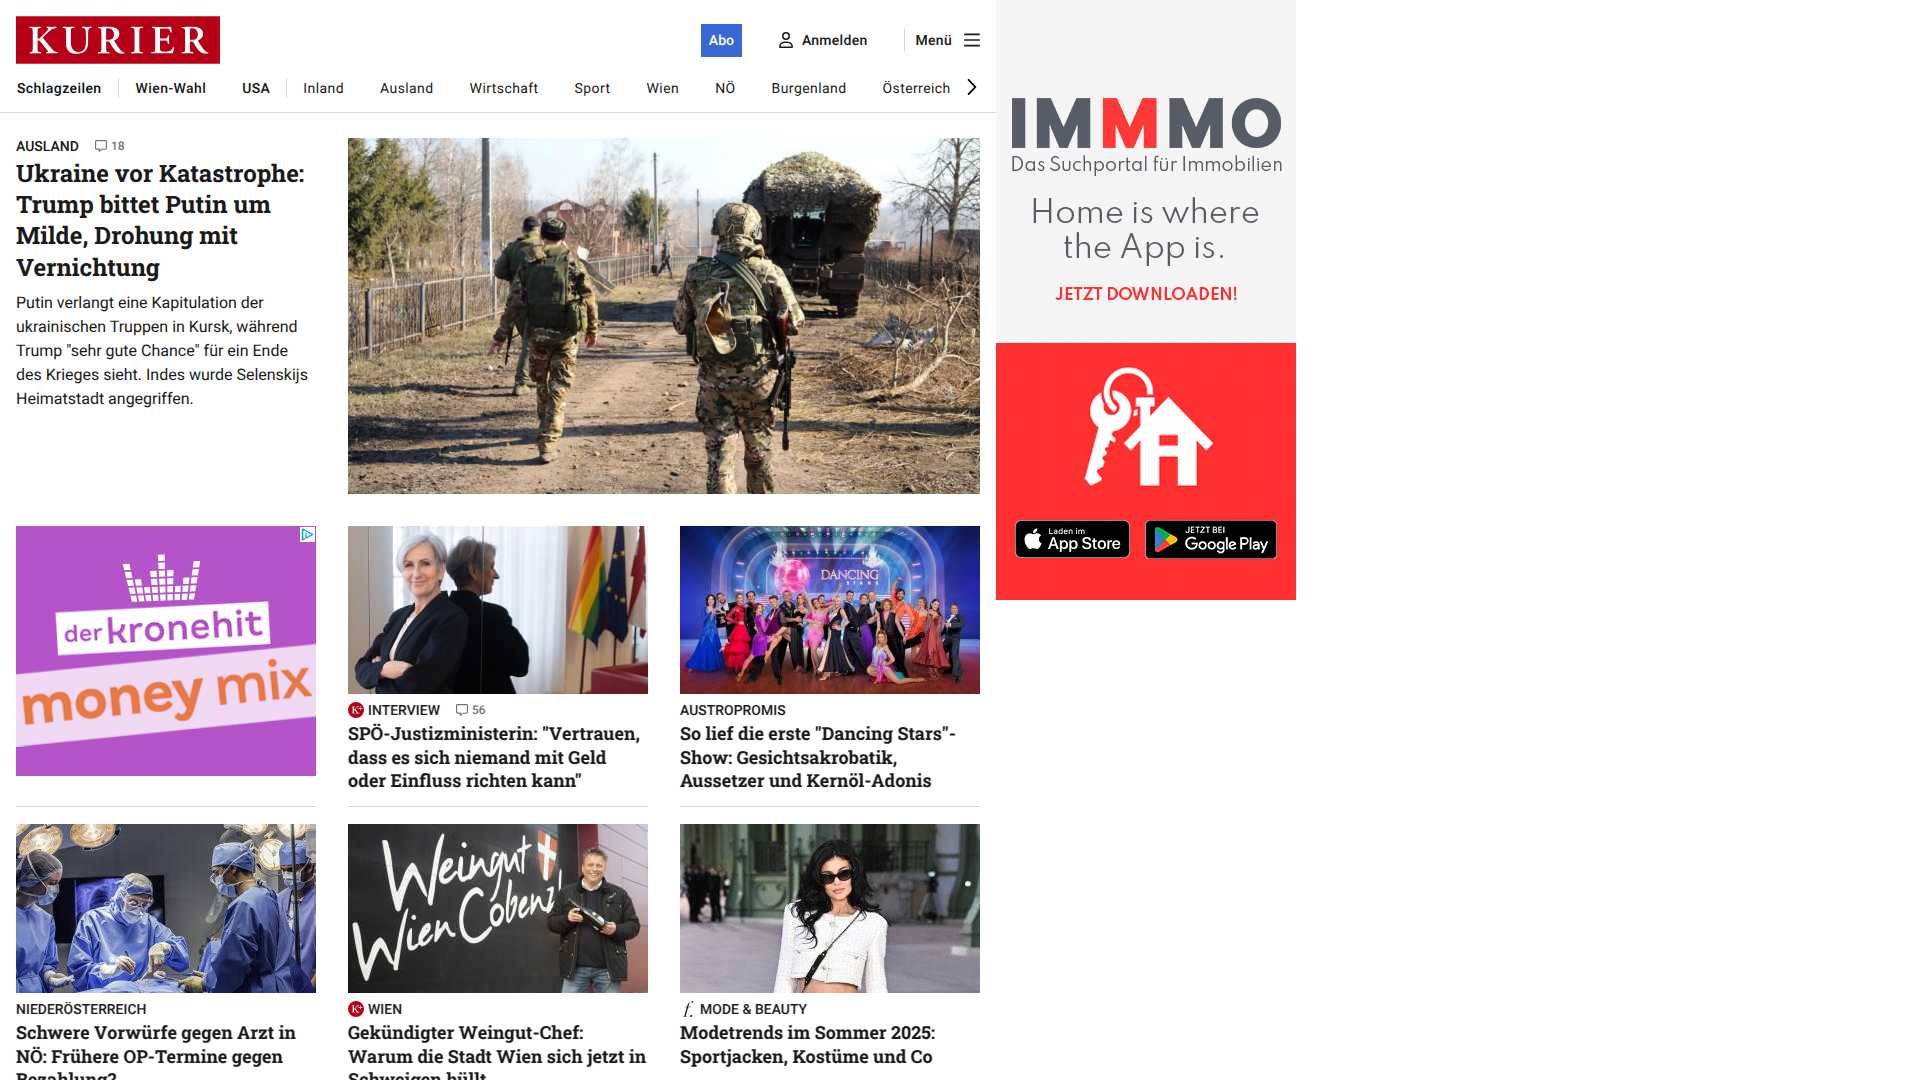 KURIER
Abo
Anmelden
Menü
Schlagzeilen
Wien-Wahl
USA
Inland
Ausland
Wirtschaft
Sport
Wien
NÖ
Burgenland
Österreich
AUSLAND 18
Ukraine vor Katastrophe:
Trump bittet Putin um
Milde, Drohung mit
Vernichtung
Putin verlangt eine Kapitulation der
ukrainischen Truppen in Kursk, während
Trump "sehr gute Chance" für ein Ende
des Krieges sieht. Indes wurde Selenskijs
Heimatstadt angegriffen.
IMMMO
Das Suchportal für Immobilien
Home is where
the App is.
JETZT DOWNLOADEN!
Laden im
App Store
JETZT BEI
Google Play
der kronehit
money mix
K+ INTERVIEW 56
SPÖ-Justizministerin: "Vertrauen,
dass es sich niemand mit Geld
oder Einfluss richten kann"
DANCING
STARS
AUSTROPROMIS
So lief die erste "Dancing Stars"-
Show: Gesichtsakrobatik,
Aussetzer und Kernöl-Adonis
NIEDERÖSTERREICH
Schwere Vorwürfe gegen Arzt in
NÖ: Frühere OP-Termine gegen
Bezahlung?
Weingut
Wien Cobenzl
K+ WIEN
Gekündigter Weingut-Chef:
Warum die Stadt Wien sich jetzt in
Schweigen hüllt
f. MODE & BEAUTY
Modetrends im Sommer 2025:
Sportjacken, Kostüme und Co